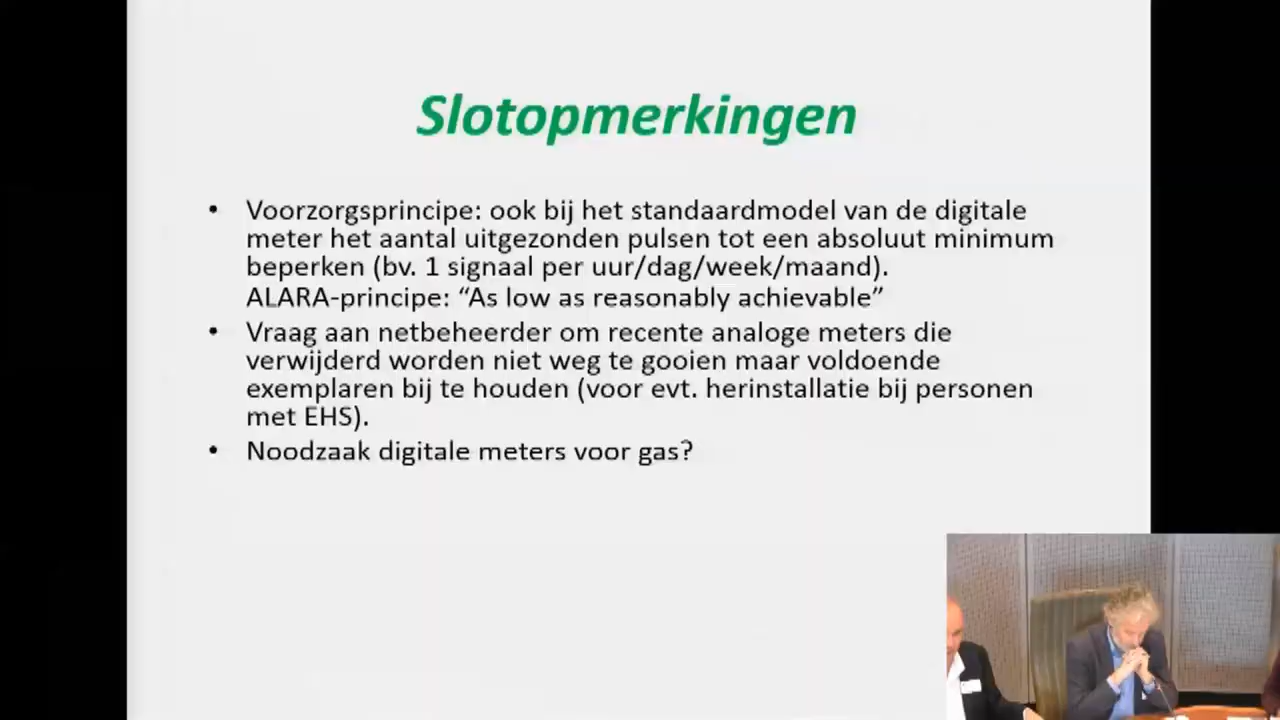 Slotopmerkingen
• Voorzorgsprincipe: ook bij het standaardmodel van de digitale
meter het aantal uitgezonden pulsen tot een absoluut minimum
beperken (bv. 1 signaal per uur/dag/week/maand).
ALARA-principe: “As low as reasonably achievable”
• Vraag aan netbeheerder om recente analoge meters die
verwijderd worden niet weg te gooien maar voldoende
exemplaren bij te houden (voor evt. herinstallatie bij personen
met EHS).
• Noodzaak digitale meters voor gas?